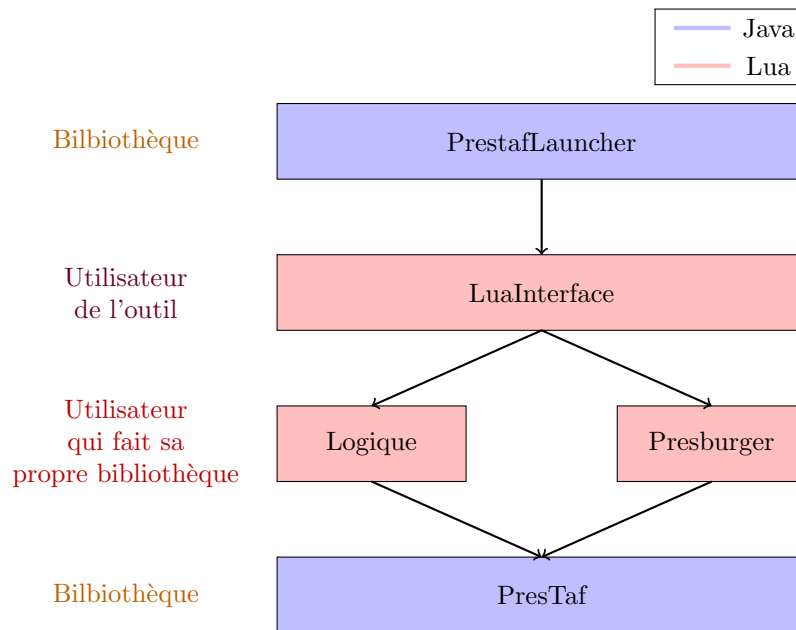 Java
Lua
Bilbiothèque
PrestafLauncher
Utilisateur
de l'outil
LuaInterface
Utilisateur
qui fait sa
propre bibliothèque
Logique
Presburger
Bilbiothèque
PresTaf